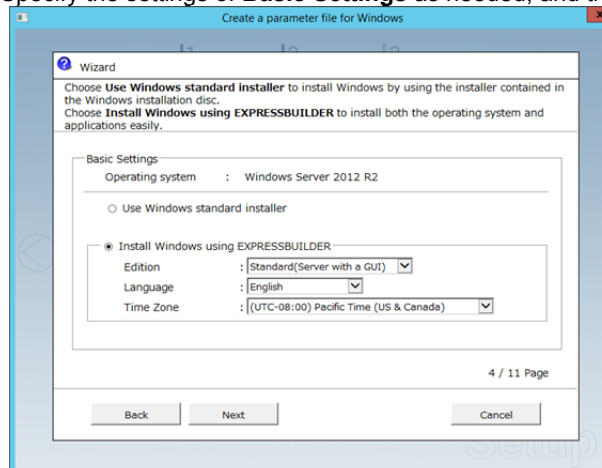 Specify the settings of Basic Settings as needed, and t
Create a parameter file for Windows
x
Wizard
Choose Use Windows standard installer to install Windows by using the installer contained in
the Windows installation disc.
Choose Install Windows using EXPRESSBUILDER to install both the operating system and
applications easily.
Basic Settings
Operating system : Windows Server 2012 R2
Use Windows standard installer
Install Windows using EXPRESSBUILDER
Edition : Standard(Server with a GUI)
Language : English
Time Zone : (UTC-08:00) Pacific Time (US & Canada)
4 / 11 Page
Back Next Cancel
Setup